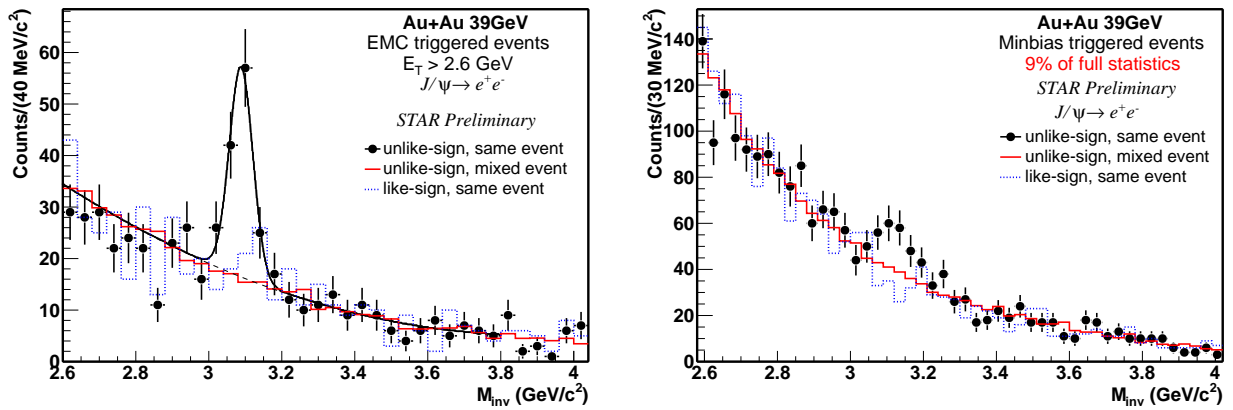 Counts/(40 MeV/c²)
60
50
40
30
20
10
0
Au+Au 39GeV
EMC triggered events
E_T > 2.6 GeV
J/ψ→ e⁺e⁻
STAR Preliminary
unlike-sign, same event
unlike-sign, mixed event
like-sign, same event
2.6 2.8 3 3.2 3.4 3.6 3.8 4
M_inv (GeV/c²)
Counts/(30 MeV/c²)
140
120
100
80
60
40
20
0
Au+Au 39GeV
Minbias triggered events
9% of full statistics
STAR Preliminary
J/ψ→ e⁺e⁻
unlike-sign, same event
unlike-sign, mixed event
like-sign, same event
2.6 2.8 3 3.2 3.4 3.6 3.8 4
M_inv (GeV/c²)